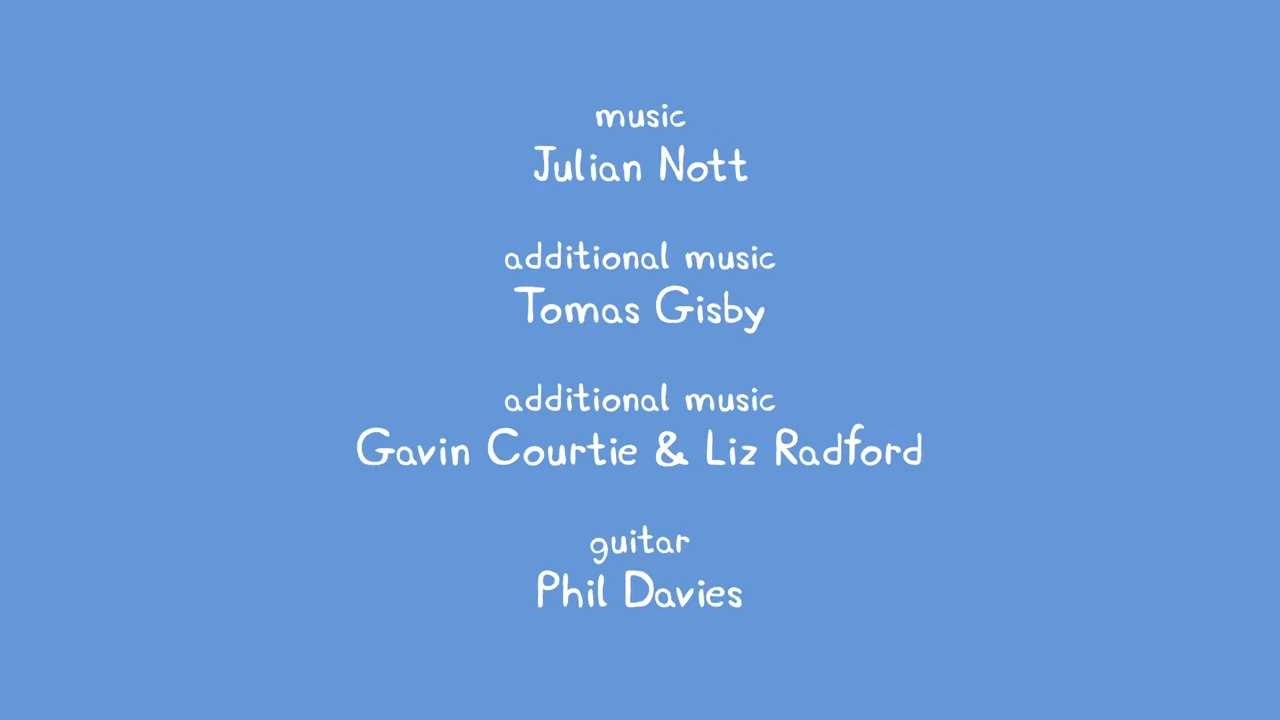 music
Julian Nott
additional music
Tomas Gisby
additional music
Gavin Courtie & Liz Radford
guitar
Phil Davies